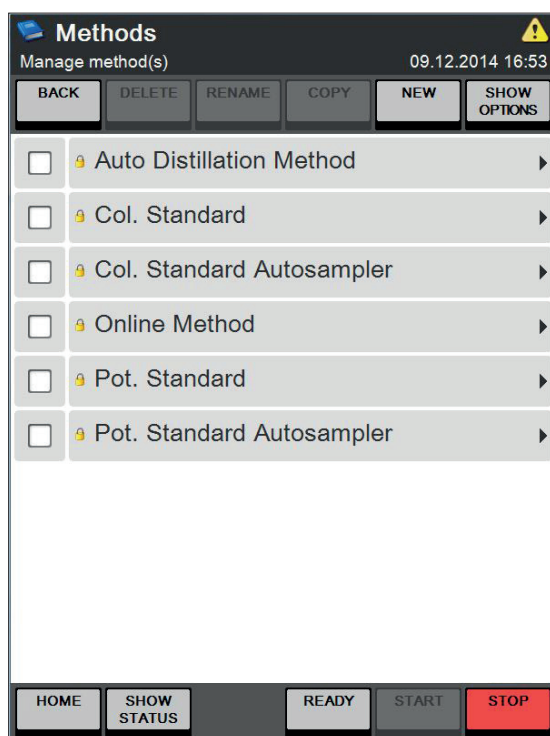 Methods
Manage method(s) 09.12.2014 16:53
BACK DELETE RENAME COPY NEW SHOW OPTIONS
Auto Distillation Method
Col. Standard
Col. Standard Autosampler
Online Method
Pot. Standard
Pot. Standard Autosampler
HOME SHOW STATUS READY START STOP